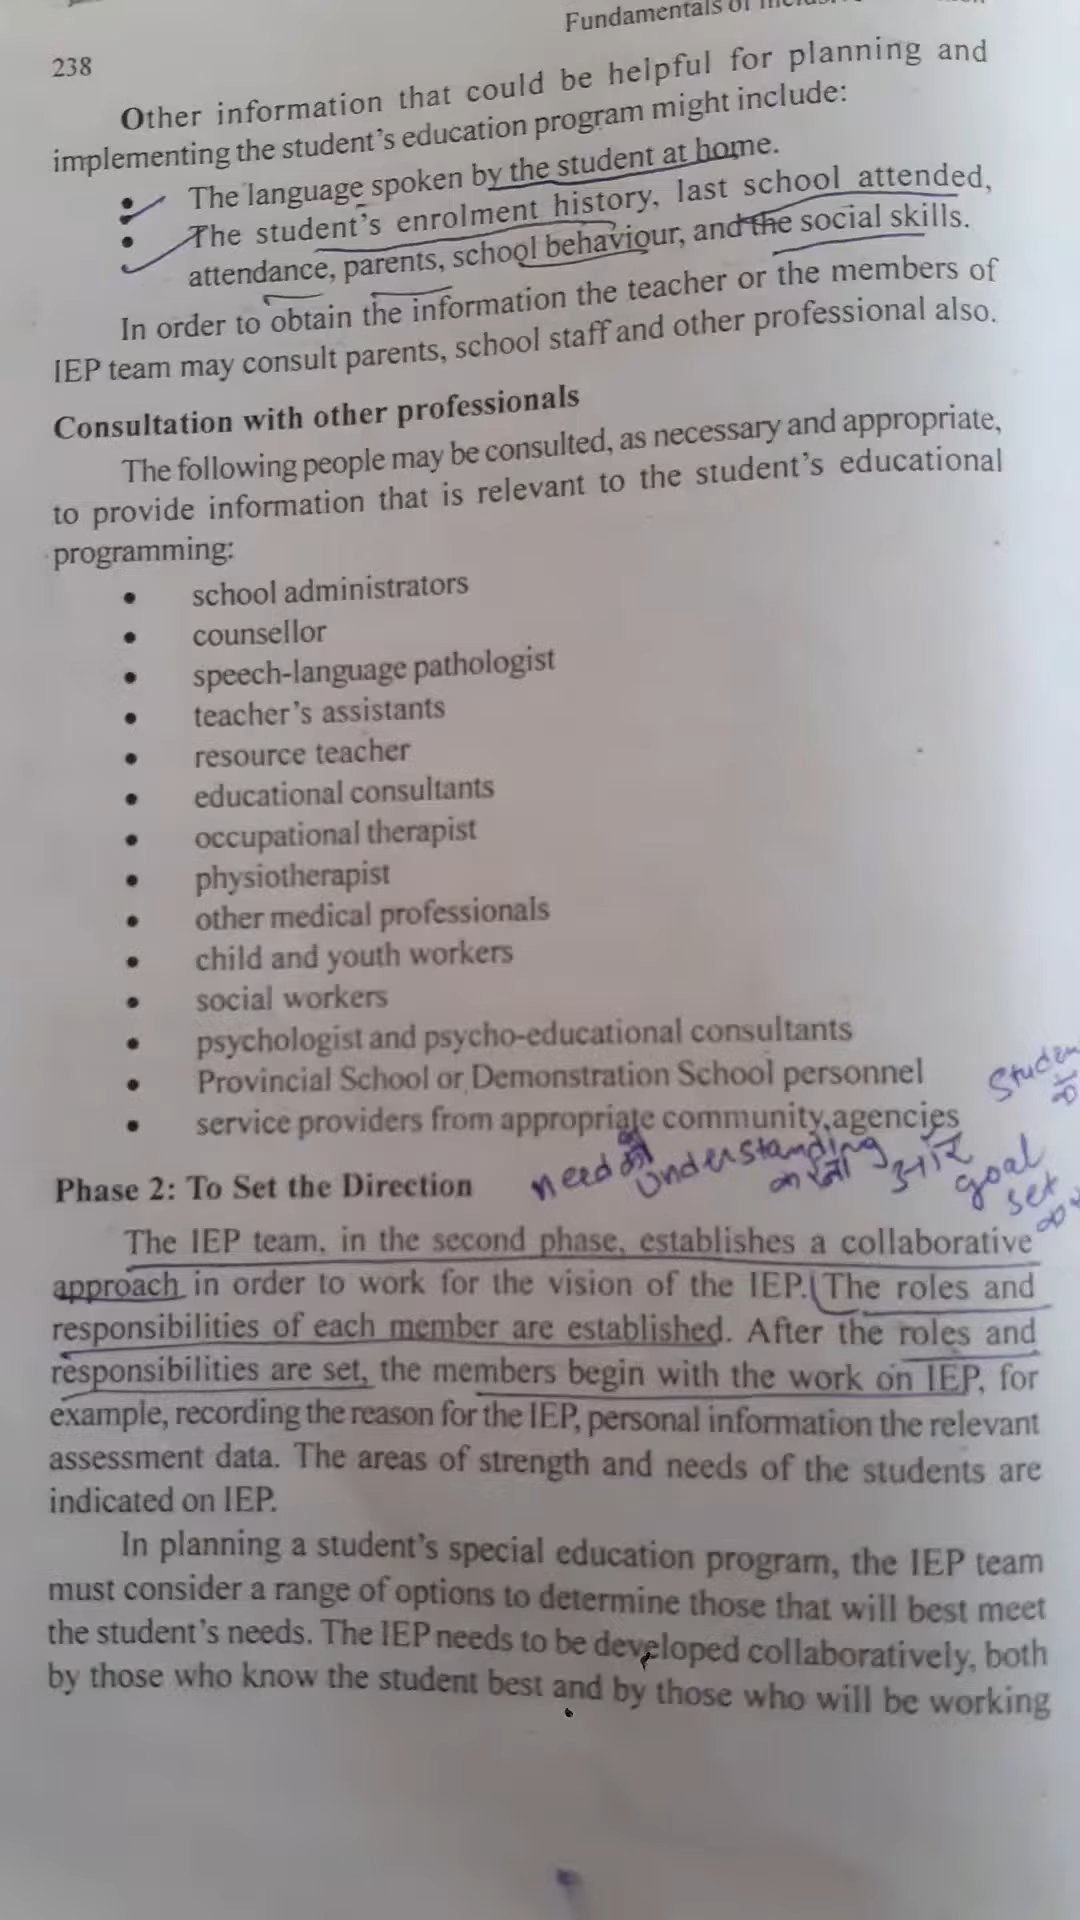 Fundamentals of
238
Other information that could be helpful for planning and
implementing the student's education program might include:
• The language spoken by the student at home.
• The student's enrolment history, last school attended,
attendance, parents, school behaviour, and the social skills.
In order to obtain the information the teacher or the members of
IEP team may consult parents, school staff and other professional also.
Consultation with other professionals
The following people may be consulted, as necessary and appropriate,
to provide information that is relevant to the student's educational
programming:
• school administrators
• counsellor
• speech-language pathologist
• teacher's assistants
• resource teacher
• educational consultants
• occupational therapist
• physiotherapist
• other medical professionals
• child and youth workers
• social workers
• psychologist and psycho-educational consultants
• Provincial School or Demonstration School personnel
• service providers from appropriate community agencies
need understanding
goal
set
Phase 2: To Set the Direction
The IEP team, in the second phase, establishes a collaborative
approach in order to work for the vision of the IEP. The roles and
responsibilities of each member are established. After the roles and
responsibilities are set, the members begin with the work on IEP, for
example, recording the reason for the IEP, personal information the relevant
assessment data. The areas of strength and needs of the students are
indicated on IEP.
In planning a student's special education program, the IEP team
must consider a range of options to determine those that will best meet
the student's needs. The IEP needs to be developed collaboratively, both
by those who know the student best and by those who will be working